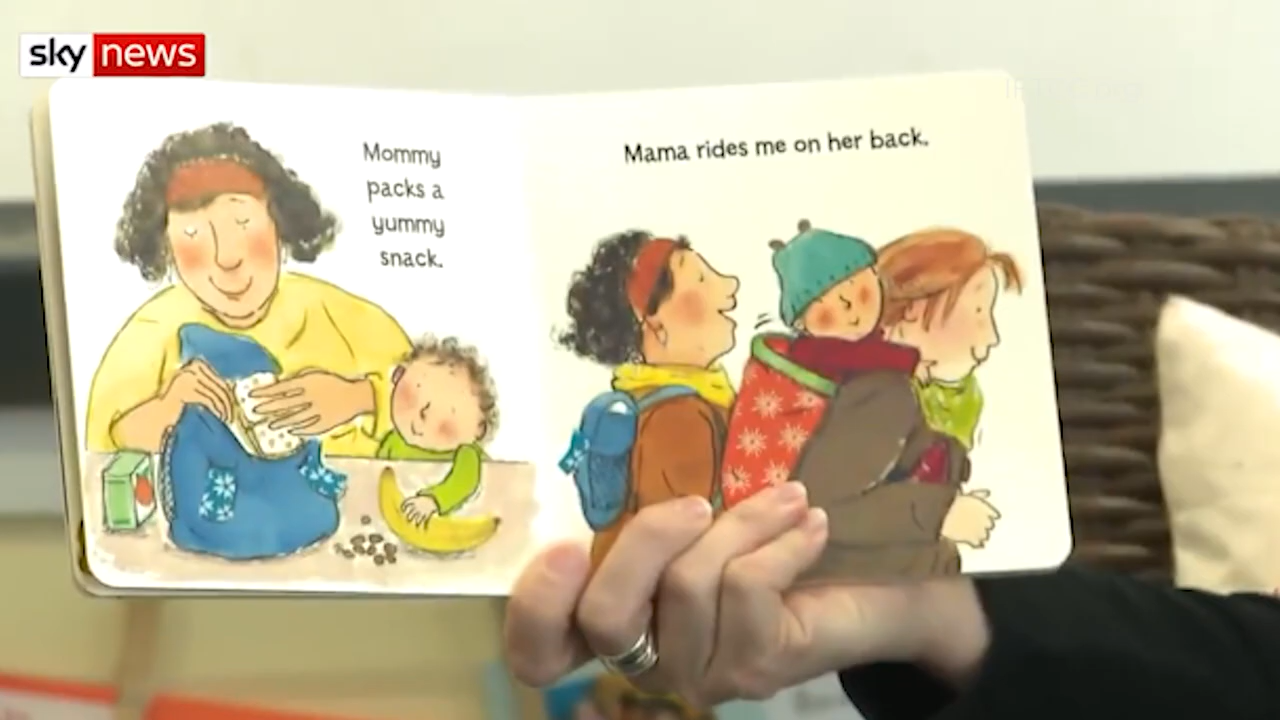 sky news
Mommy
packs a
yummy
snack.
Mama rides me on her back.